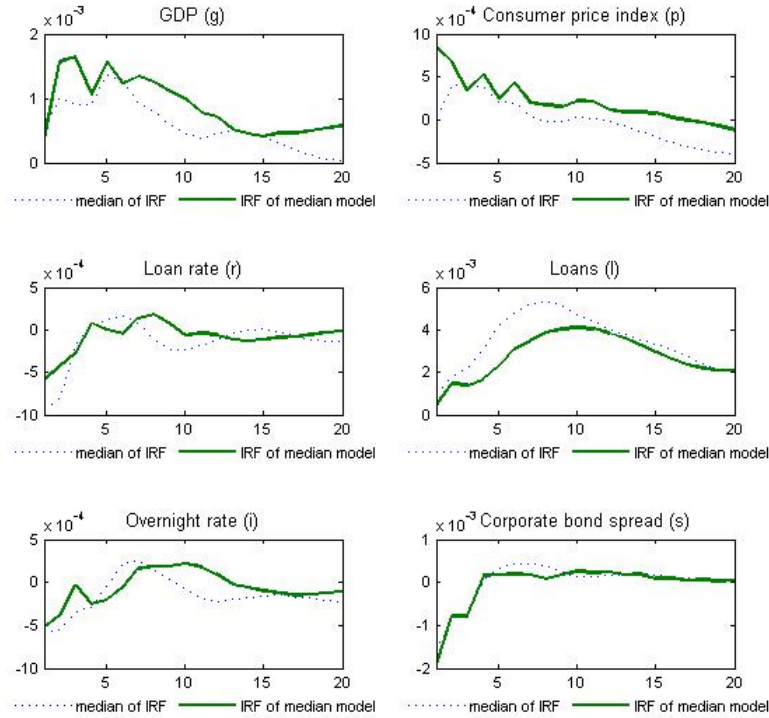 GDP (g)
x 10⁻³
2
1
0
5 10 15 20
median of IRF IRF of median model
Consumer price index (p)
x 10⁻⁴
10
5
0
-5
5 10 15 20
median of IRF IRF of median model
Loan rate (r)
x 10⁻⁴
5
0
-5
-10
5 10 15 20
median of IRF IRF of median model
Loans (l)
x 10⁻³
6
4
2
0
5 10 15 20
median of IRF IRF of median model
Overnight rate (i)
x 10⁻⁴
5
0
-5
-10
5 10 15 20
median of IRF IRF of median model
Corporate bond spread (s)
x 10⁻³
1
0
-1
-2
5 10 15 20
median of IRF IRF of median model